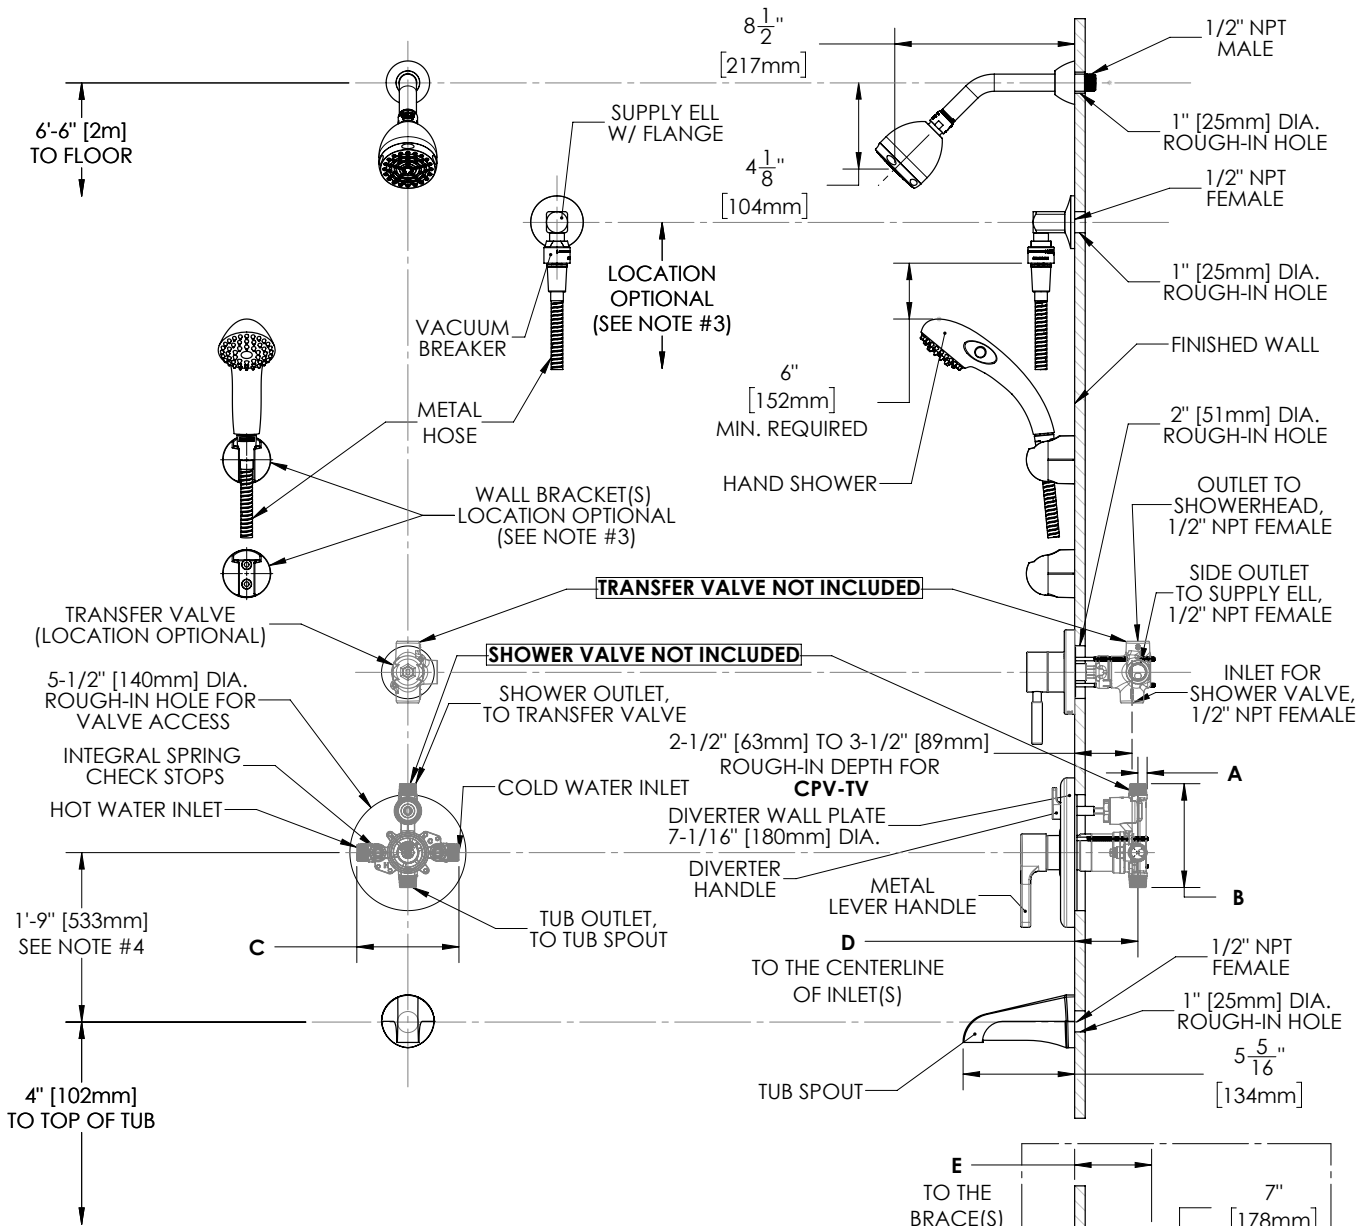 8 1/2"
[217mm]
1/2" NPT
MALE
6'-6" [2m]
TO FLOOR
SUPPLY ELL
W/ FLANGE
1" [25mm] DIA.
ROUGH-IN HOLE
4 1/8"
[104mm]
1/2" NPT
FEMALE
LOCATION
OPTIONAL
(SEE NOTE #3)
1" [25mm] DIA.
ROUGH-IN HOLE
VACUUM
BREAKER
FINISHED WALL
6"
[152mm]
MIN. REQUIRED
METAL
HOSE
2" [51mm] DIA.
ROUGH-IN HOLE
HAND SHOWER
WALL BRACKET(S)
LOCATION OPTIONAL
(SEE NOTE #3)
OUTLET TO
SHOWERHEAD,
1/2" NPT FEMALE
TRANSFER VALVE NOT INCLUDED
SIDE OUTLET
TO SUPPLY ELL,
1/2" NPT FEMALE
TRANSFER VALVE
(LOCATION OPTIONAL)
SHOWER VALVE NOT INCLUDED
5-1/2" [140mm] DIA.
ROUGH-IN HOLE FOR
VALVE ACCESS
SHOWER OUTLET,
TO TRANSFER VALVE
INLET FOR
SHOWER VALVE,
1/2" NPT FEMALE
2-1/2" [63mm] TO 3-1/2" [89mm]
ROUGH-IN DEPTH FOR
CPV-TV
INTEGRAL SPRING
CHECK STOPS
A
COLD WATER INLET
HOT WATER INLET
DIVERTER WALL PLATE
7-1/16" [180mm] DIA.
DIVERTER
HANDLE
METAL
LEVER HANDLE
B
1'-9" [533mm]
SEE NOTE #4
TUB OUTLET,
TO TUB SPOUT
C
D
TO THE CENTERLINE
OF INLET(S)
1/2" NPT
FEMALE
1" [25mm] DIA.
ROUGH-IN HOLE
5 5/16"
[134mm]
TUB SPOUT
4" [102mm]
TO TOP OF TUB
E
TO THE
BRACE(S)
7"
[178mm]